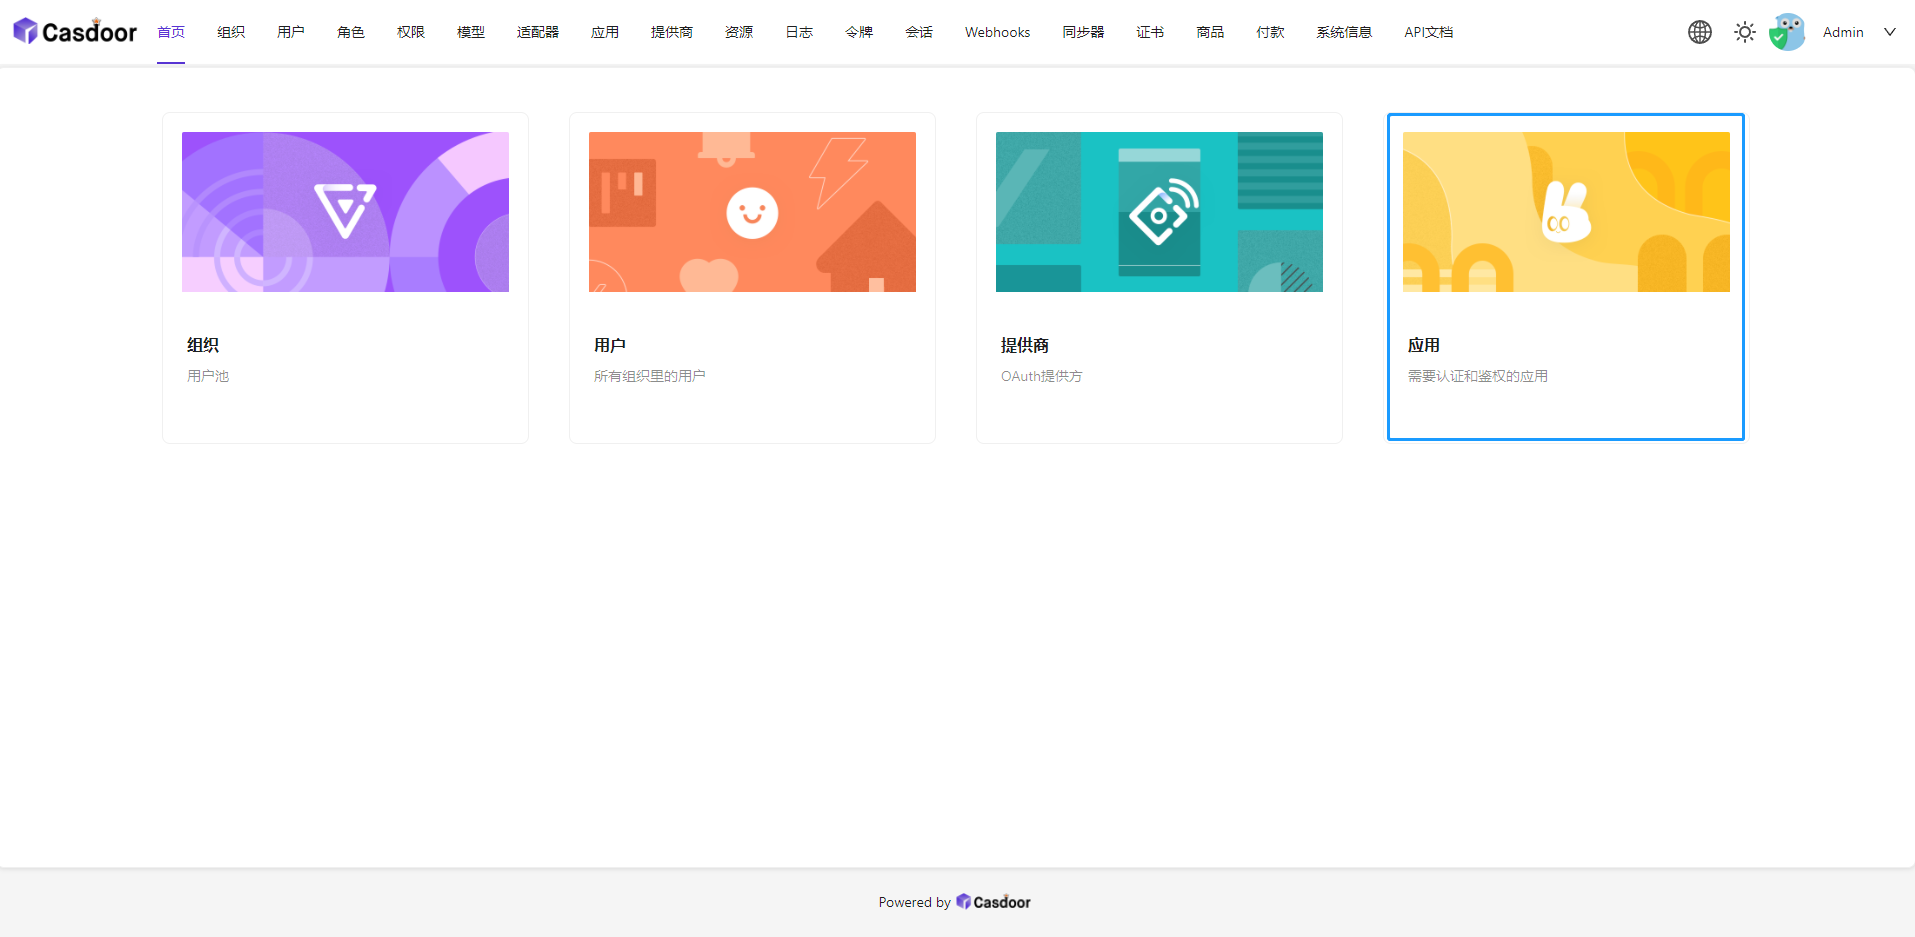 Casdoor 首页 组织 用户 角色 权限 模型 适配器 应用 提供商 资源 日志 令牌 会话 Webhooks 同步器 证书 商品 付款 系统信息 API文档 Admin
组织
用户池
用户
所有组织里的用户
提供商
OAuth提供方
应用
需要认证和鉴权的应用
Powered by Casdoor